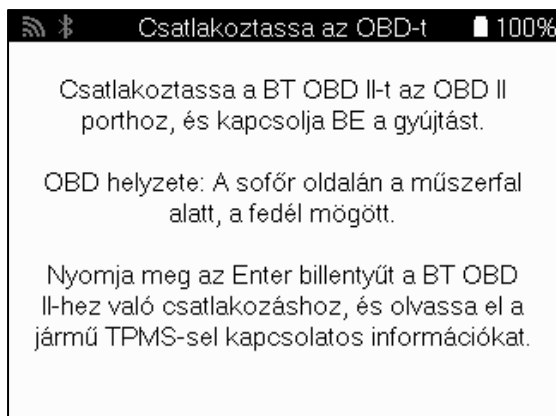 Csatlakoztassa az OBD-t 100%
Csatlakoztassa a BT OBD II-t az OBD II
porthoz, és kapcsolja BE a gyújtást.
OBD helyzete: A sofőr oldalán a műszerfal
alatt, a fedél mögött.
Nyomja meg az Enter billentyűt a BT OBD
II-hez való csatlakozáshoz, és olvassa el a
jármű TPMS-sel kapcsolatos információkat.